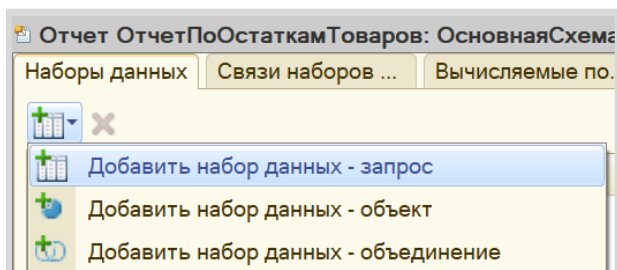 Отчет ОтчетПоОстаткамТоваров: ОсновнаяСхема
Наборы данных Связи наборов ... Вычисляемые по.
Добавить набор данных - запрос
Добавить набор данных - объект
Добавить набор данных - объединение